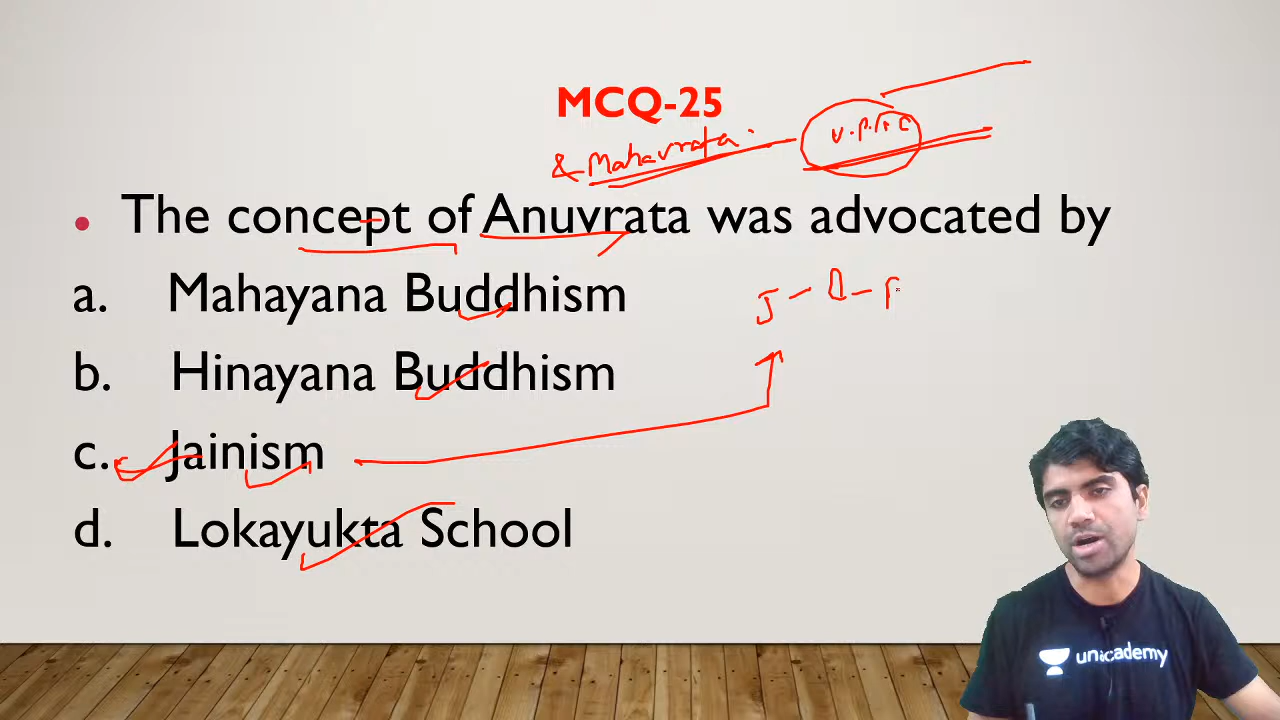 MCQ-25
& Mahavrata.
• The concept of Anuvrata was advocated by
a. Mahayana Buddhism
J - - 
b. Hinayana Buddhism
c. Jainism
d. Lokayukta School
unacademy